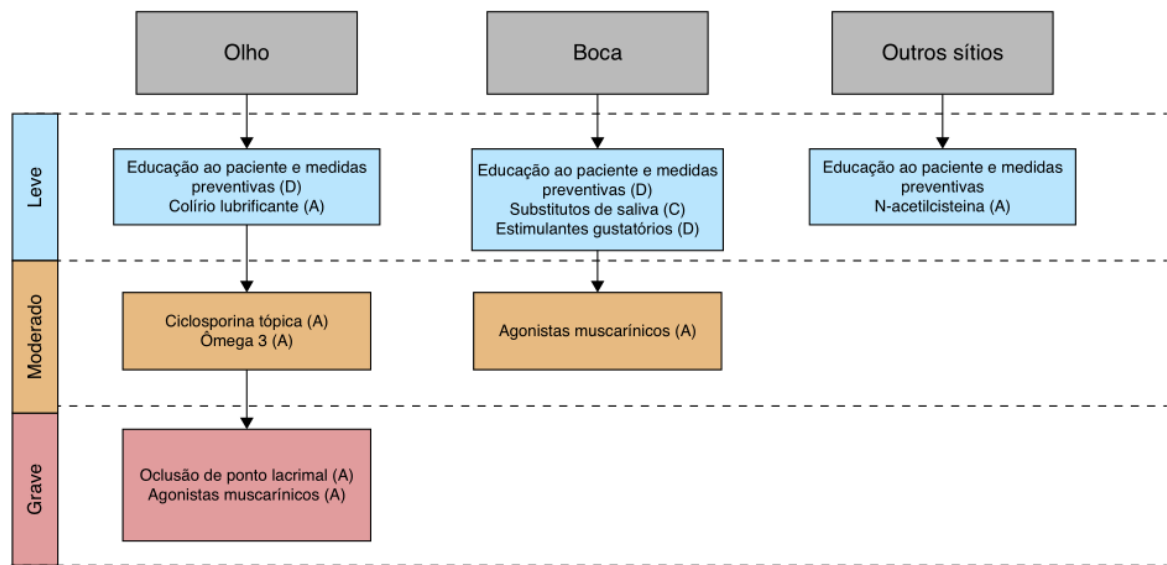 Olho
Boca
Outros sítios
Leve
Educação ao paciente e medidas
preventivas (D)
Colírio lubrificante (A)
Educação ao paciente e medidas
preventivas (D)
Substitutos de saliva (C)
Estimulantes gustatórios (D)
Educação ao paciente e medidas
preventivas
N-acetilcisteina (A)
Moderado
Ciclosporina tópica (A)
Ômega 3 (A)
Agonistas muscarínicos (A)
Grave
Oclusão de ponto lacrimal (A)
Agonistas muscarínicos (A)